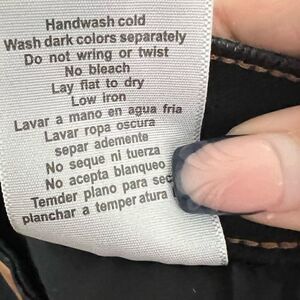 Handwash cold
Wash dark colors separately
Do not wring or twist
No bleach
Lay flat to dry
Low iron
Lavar a mano en agua fria
Lavar ropa oscura
separ ademente
No seque ni tuerza
No acepta blanqueo
Temder plano para sec
planchar a temper atura